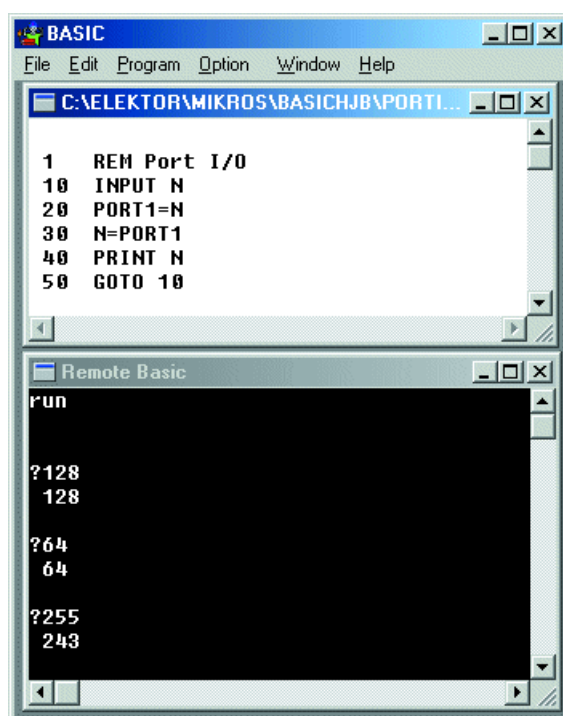 BASIC
File Edit Program Option Window Help
C:\ELEKTOR\MIKROS\BASICHJB\PORTI...
1 REM Port I/O
10 INPUT N
20 PORT1=N
30 N=PORT1
40 PRINT N
50 GOTO 10
Remote Basic
run
?128
128
?64
64
?255
243